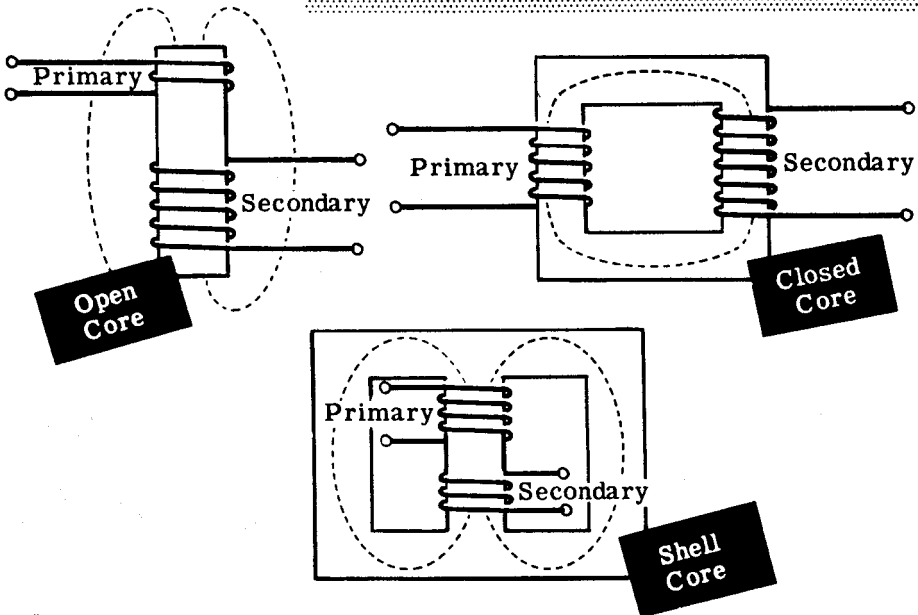 Primary
Secondary
Open
Core
Primary
Secondary
Closed
Core
Primary
Secondary
Shell
Core